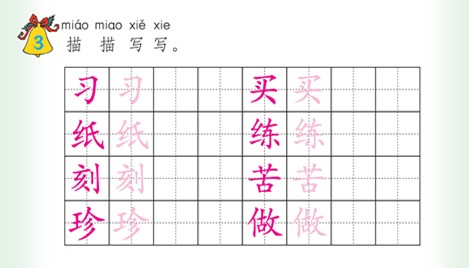 miáo miao xiě xie
3 描 描 写 写 。
习 习 买 买
纸 纸 练 练
刻 刻 苦 苦
珍 珍 做 做